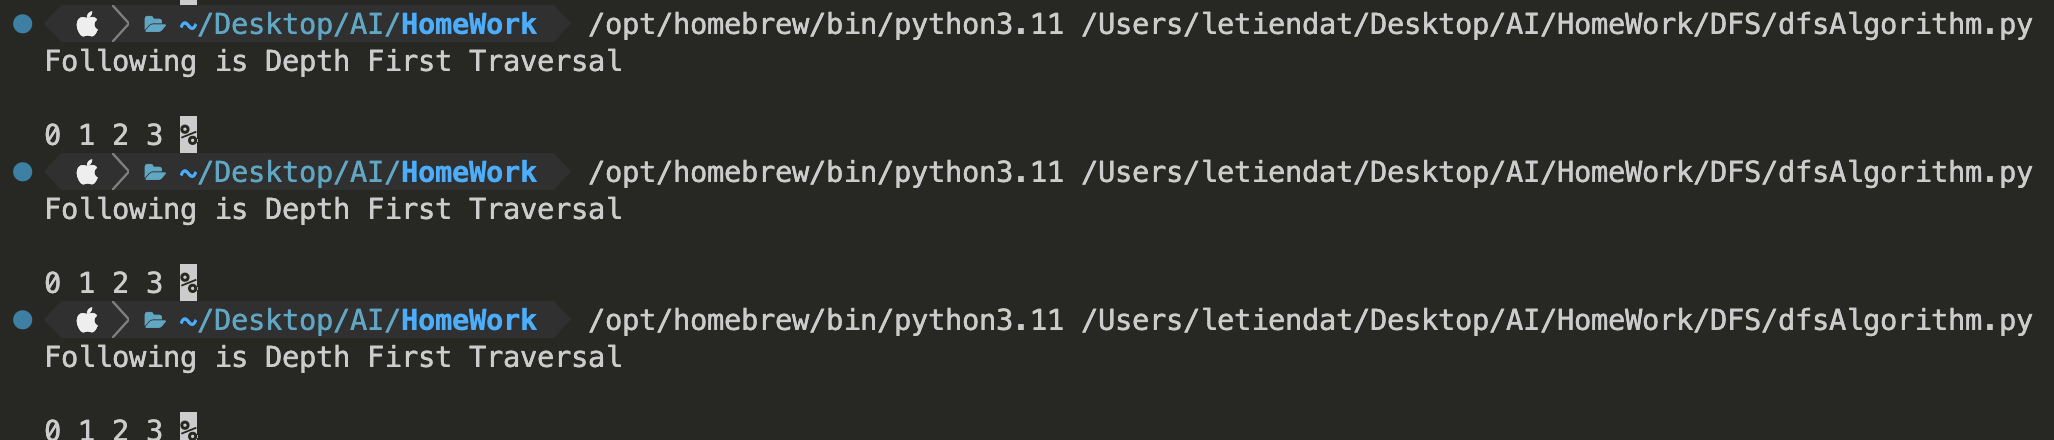 ~/Desktop/AI/HomeWork /opt/homebrew/bin/python3.11 /Users/letiendat/Desktop/AI/HomeWork/DFS/dfsAlgorithm.py
Following is Depth First Traversal
0 1 2 3 %
~/Desktop/AI/HomeWork /opt/homebrew/bin/python3.11 /Users/letiendat/Desktop/AI/HomeWork/DFS/dfsAlgorithm.py
Following is Depth First Traversal
0 1 2 3 %
~/Desktop/AI/HomeWork /opt/homebrew/bin/python3.11 /Users/letiendat/Desktop/AI/HomeWork/DFS/dfsAlgorithm.py
Following is Depth First Traversal
0 1 2 3 %